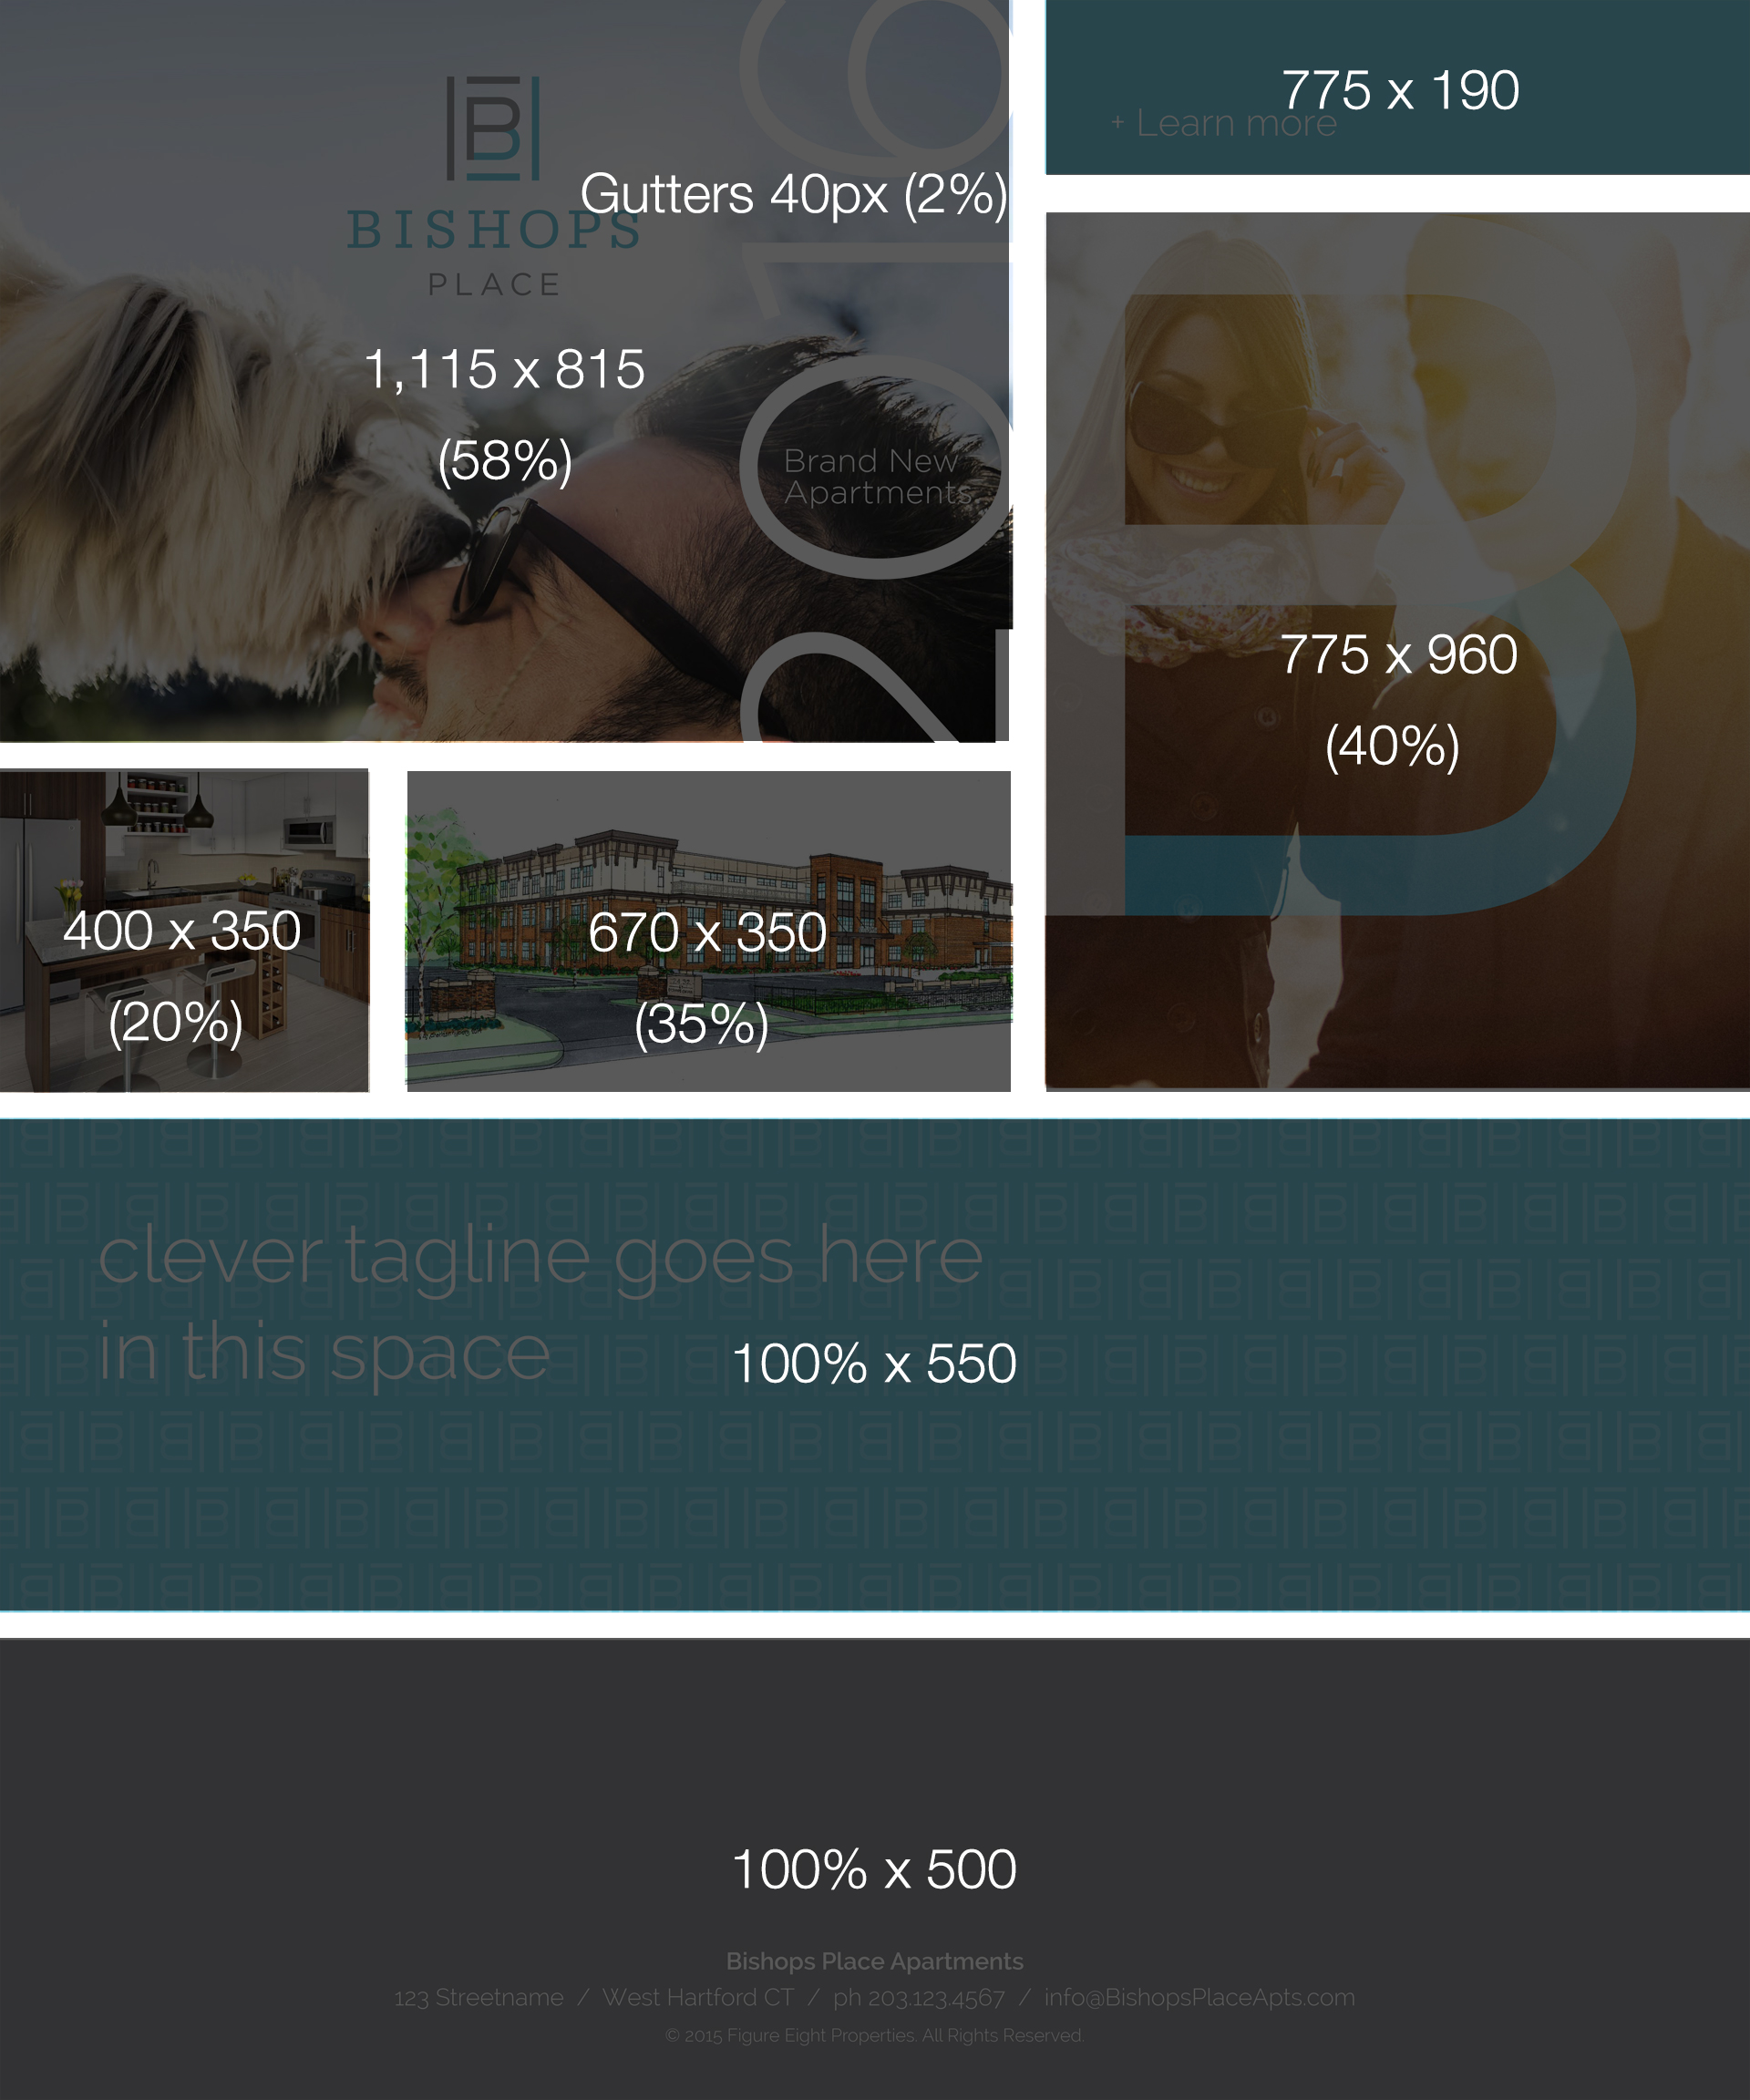 B
BISHOPS
PLACE
Gutters 40px (2%)
1,115 x 815
(58%)
2016
Brand New
Apartments
775 x 190
+ Learn more
B
775 x 960
(40%)
400 x 350
(20%)
670 x 350
(35%)
clever tagline goes here
in this space
100% x 550
100% x 500
Bishops Place Apartments
123 Streetname / West Hartford CT / ph 203.123.4567 / info@BishopsPlaceApts.com
© 2015 Figure Eight Properties. All Rights Reserved.